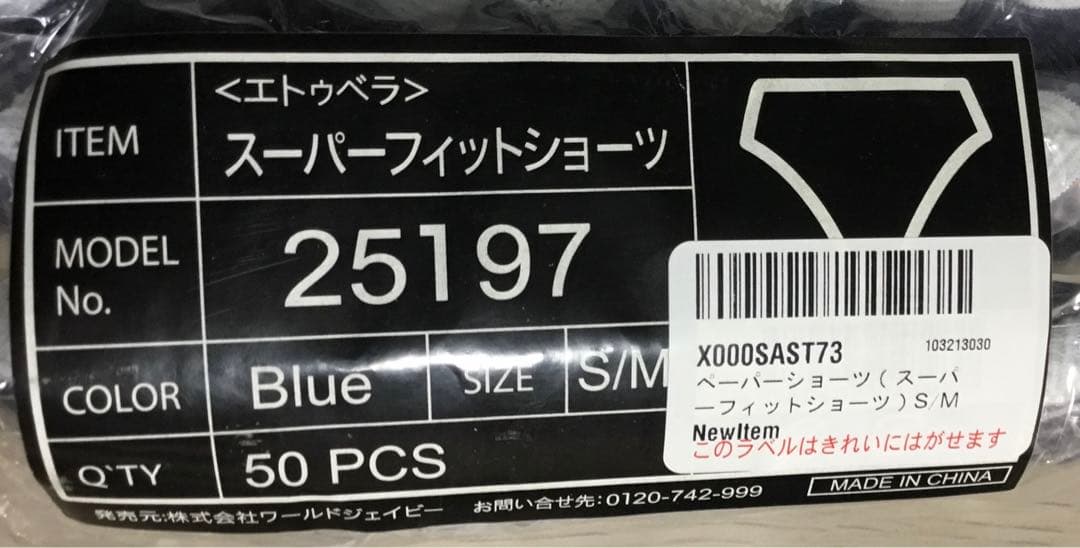 ITEM
<エトゥベラ>
スーパーフィットショーツ
MODEL
No.
25197
COLOR
Blue
SIZE
S/M
Q`TY
50 PCS
発売元:株式会社ワールドジェイビー
お問い合せ先:0120-742-999
MADE IN CHINA
X000SAST73
103213030
ペーパーショーツ(スーパ
ーフィットショーツ)S/M
NewItem
このラベルはきれいにはがせます